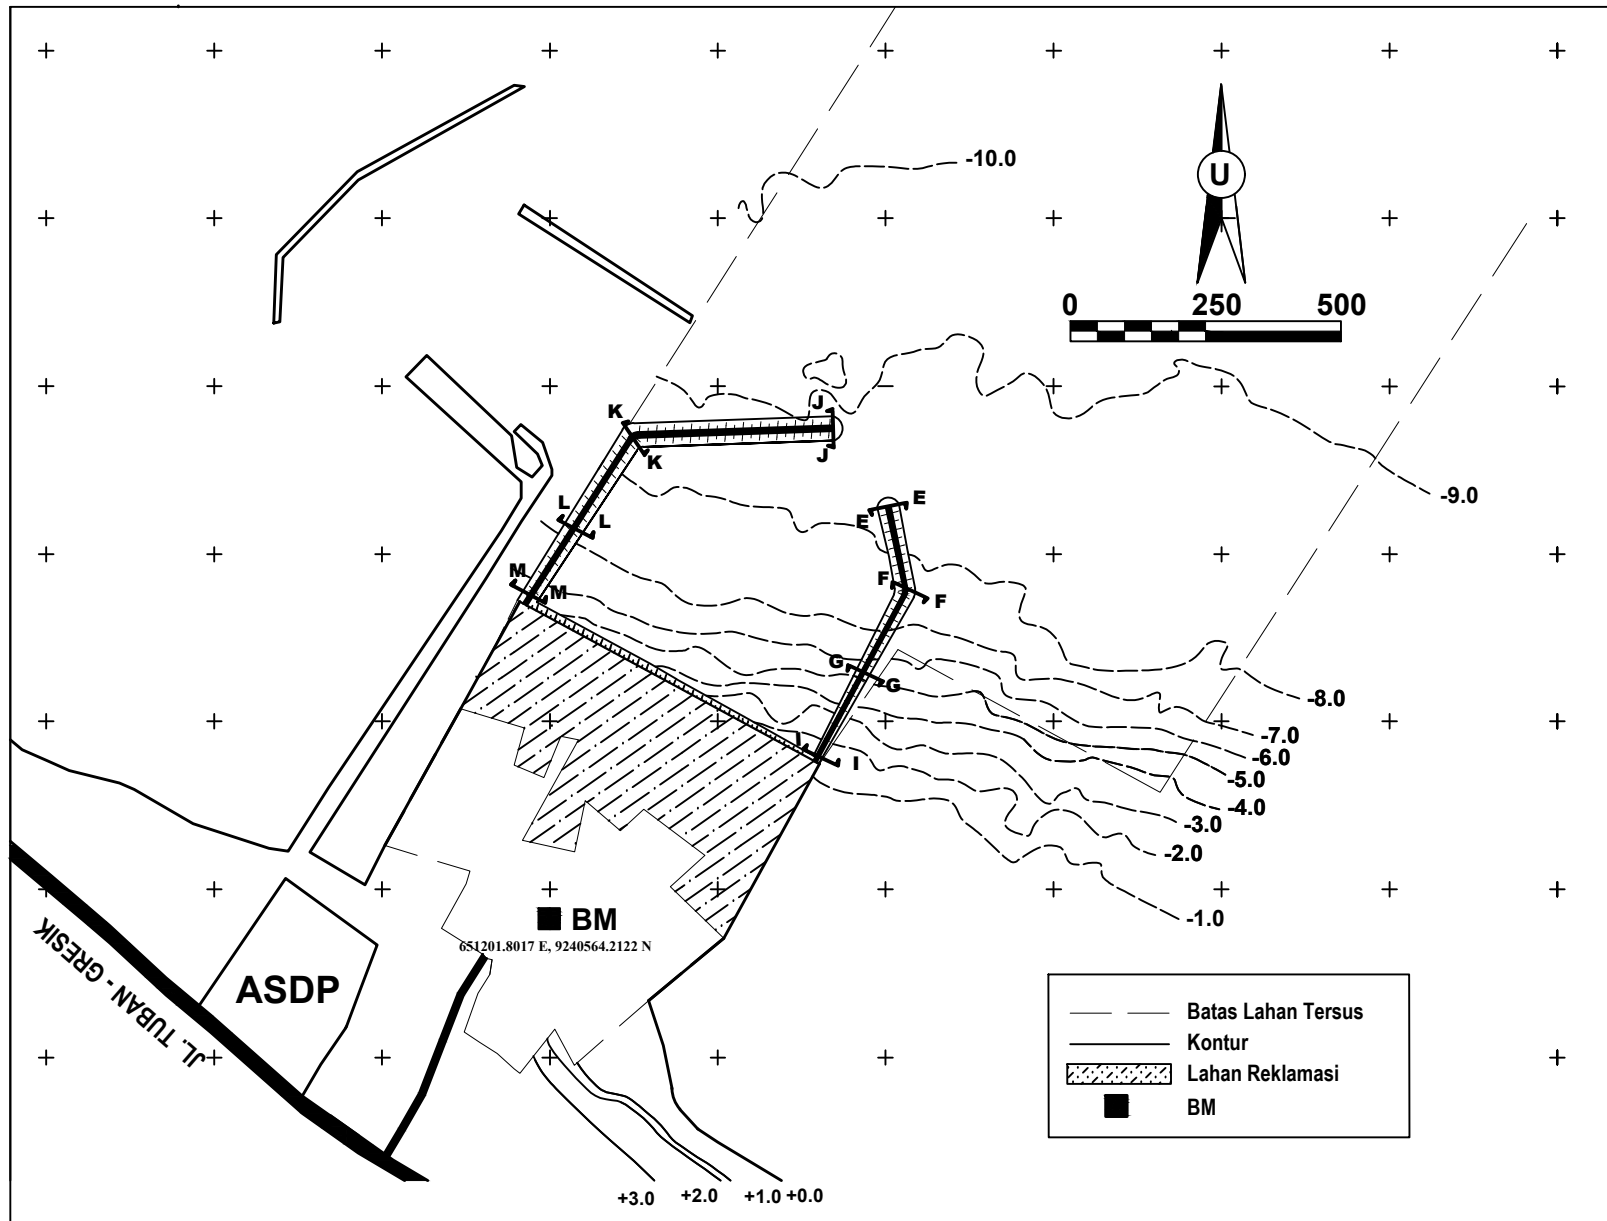 -10.0
U
0 250 500
K
J
K
J
-9.0
L
L
E
E
M
M
F
F
G
G
I
I
-8.0
-7.0
-6.0
-5.0
-4.0
-3.0
-2.0
-1.0
BM
651201.8017 E, 9240564.2122 N
ASDP
JL. TUBAN - GRESIK
Batas Lahan Tersus
Kontur
Lahan Reklamasi
BM
+3.0 +2.0 +1.0 +0.0